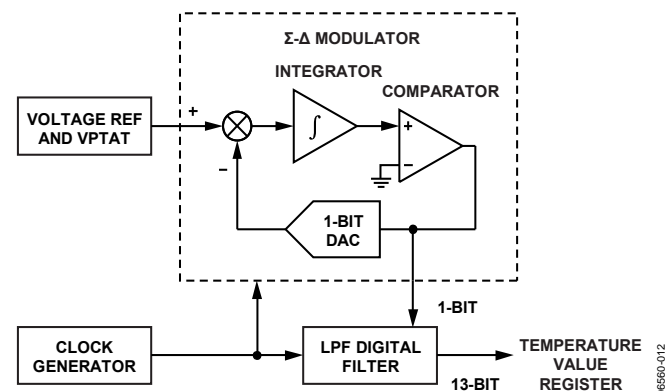 Σ-Δ MODULATOR
INTEGRATOR
COMPARATOR
VOLTAGE REF
AND VPTAT
+
−
∫
+
−
1-BIT
DAC
1-BIT
CLOCK
GENERATOR
LPF DIGITAL
FILTER
13-BIT
TEMPERATURE
VALUE
REGISTER
6560-012